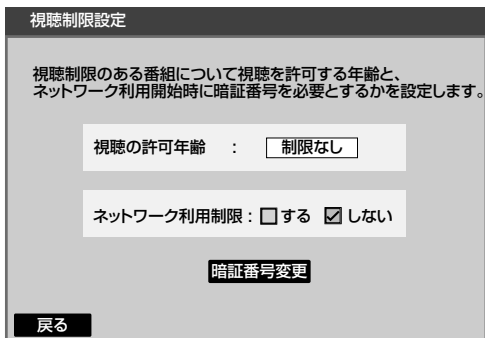 視聴制限設定
視聴制限のある番組について視聴を許可する年齢と、
ネットワーク利用開始時に暗証番号を必要とするかを設定します。
視聴の許可年齢 : 制限なし
ネットワーク利用制限 : する しない
暗証番号変更
戻る